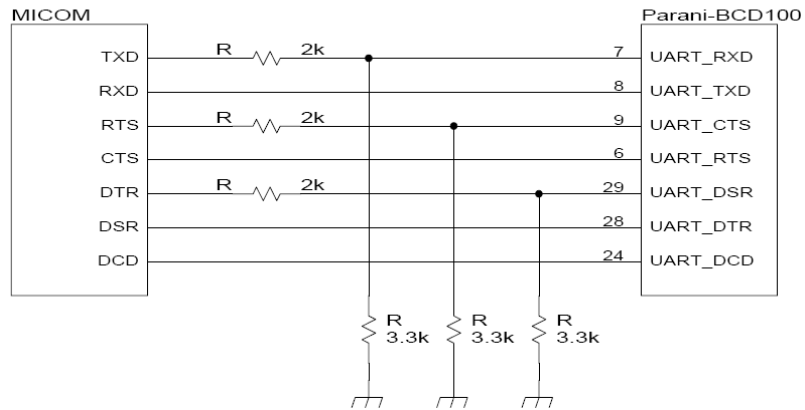 MICOM Parani-BCD100
TXD R 2k 7 UART_RXD
RXD 8 UART_TXD
RTS R 2k 9 UART_CTS
CTS 6 UART_RTS
DTR R 2k 29 UART_DSR
DSR 28 UART_DTR
DCD 24 UART_DCD
R R R
3.3k 3.3k 3.3k